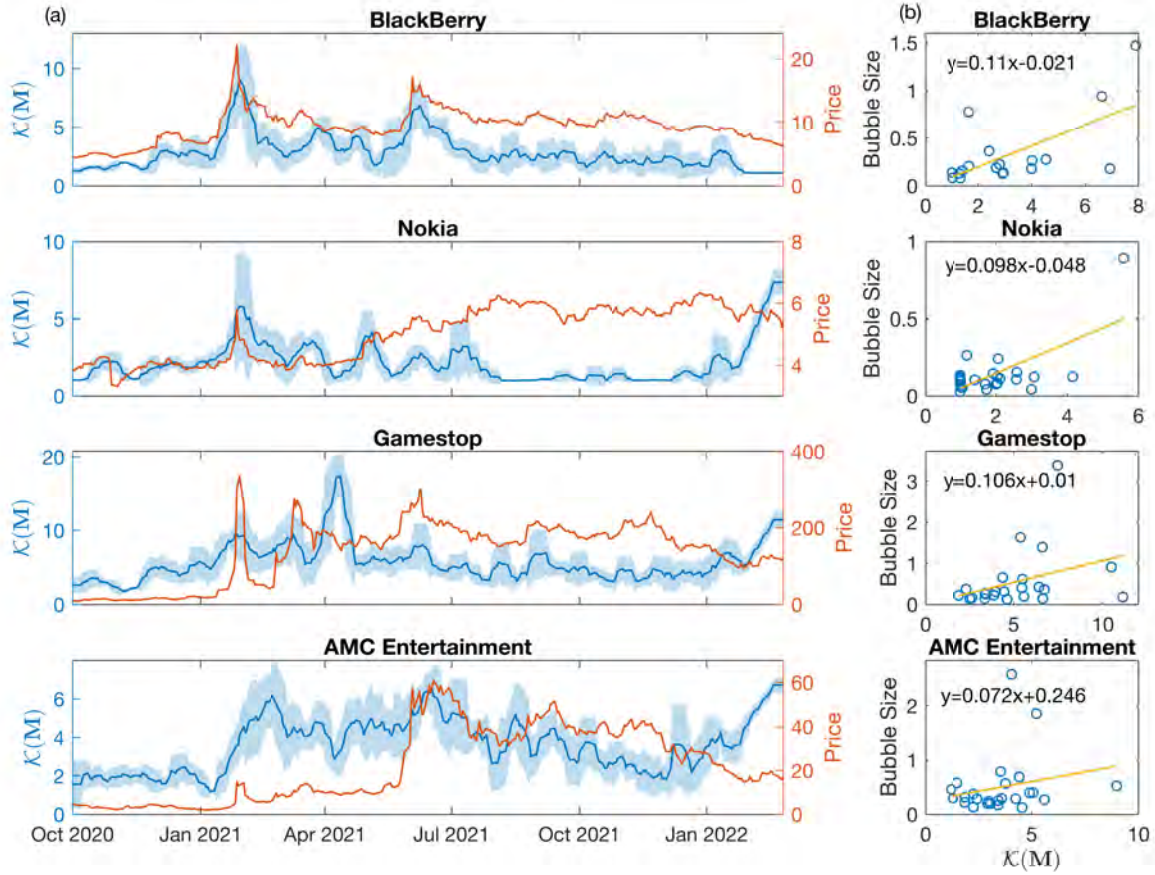 (a)
BlackBerry
(b)
BlackBerry
10
5
0
𝒦(M)
20
10
0
Price
1.5
1
0.5
0
Bubble Size
y=0.11x-0.021
0 2 4 6 8
Nokia
Nokia
10
5
0
𝒦(M)
8
6
4
Price
1
0.5
0
Bubble Size
y=0.098x-0.048
0 2 4 6
Gamestop
Gamestop
20
10
0
𝒦(M)
400
200
0
Price
3
2
1
0
Bubble Size
y=0.106x+0.01
0 5 10
AMC Entertainment
AMC Entertainment
6
4
2
0
𝒦(M)
60
40
20
0
Price
2
1
0
Bubble Size
y=0.072x+0.246
Oct 2020 Jan 2021 Apr 2021 Jul 2021 Oct 2021 Jan 2022
0 5 10
𝒦(M)